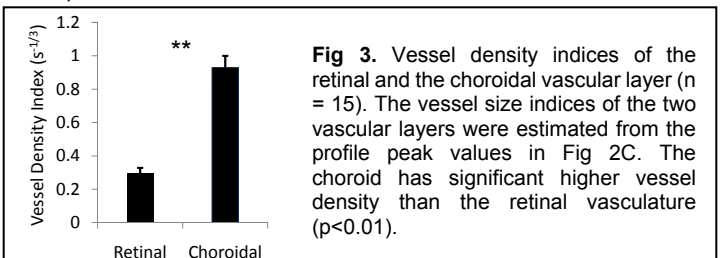 1.2
1
0.8
0.6
0.4
0.2
0
Vessel Density Index (s-1/3)
**
Retinal Choroidal
Fig 3. Vessel density indices of the
retinal and the choroidal vascular layer (n
= 15). The vessel size indices of the two
vascular layers were estimated from the
profile peak values in Fig 2C. The
choroid has significant higher vessel
density than the retinal vasculature
(p<0.01).